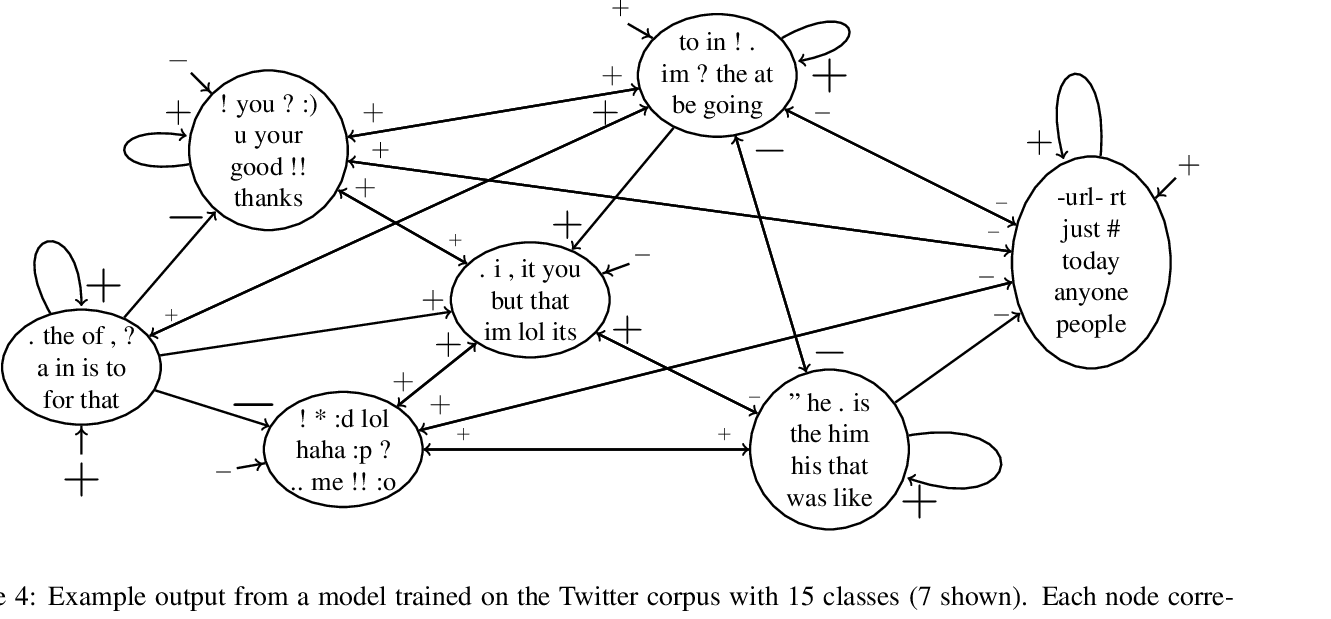 to in ! .
im ? the at
be going
! you ? :)
u your
good !!
thanks
-url- rt
just #
today
anyone
people
. i , it you
but that
im lol its
. the of , ?
a in is to
for that
! * :d lol
haha :p ?
.. me !! :o
” he . is
the him
his that
was like
e 4: Example output from a model trained on the Twitter corpus with 15 classes (7 shown). Each node corre-